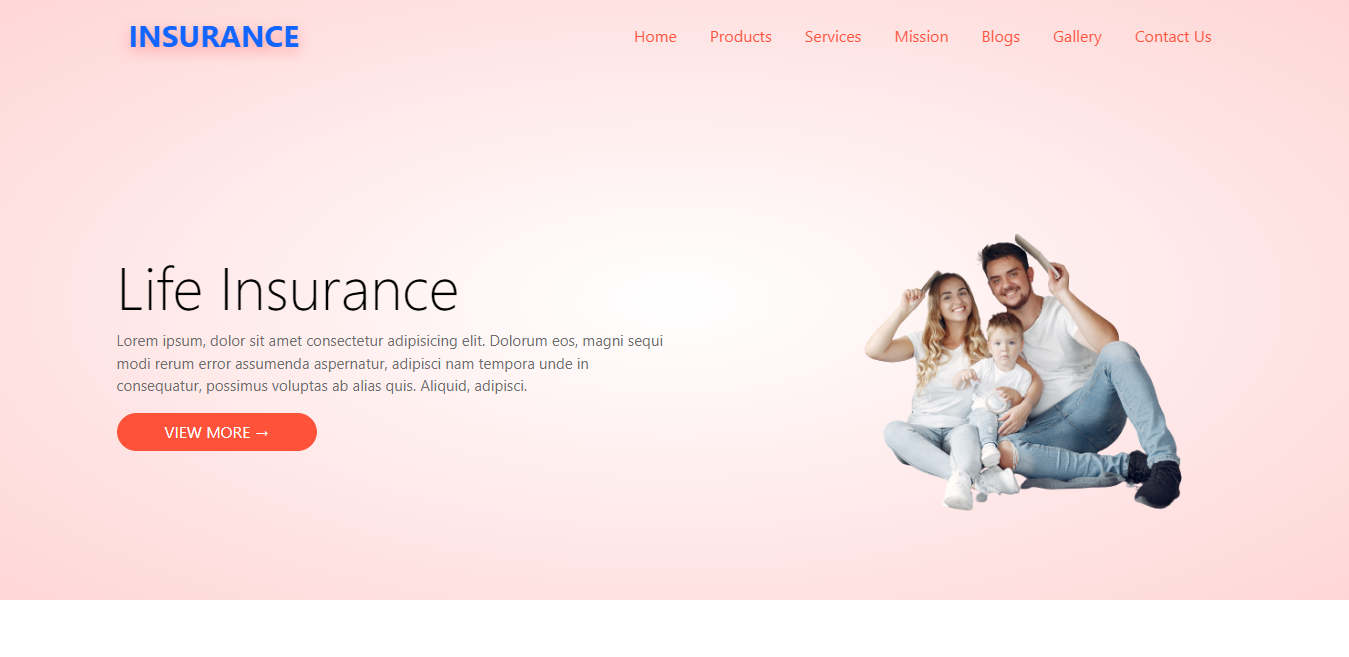 INSURANCE
Home Products Services Mission Blogs Gallery Contact Us
Life Insurance
Lorem ipsum, dolor sit amet consectetur adipisicing elit. Dolorum eos, magni sequi
modi rerum error assumenda aspernatur, adipisci nam tempora unde in
consequatur, possimus voluptas ab alias quis. Aliquid, adipisci.
VIEW MORE →